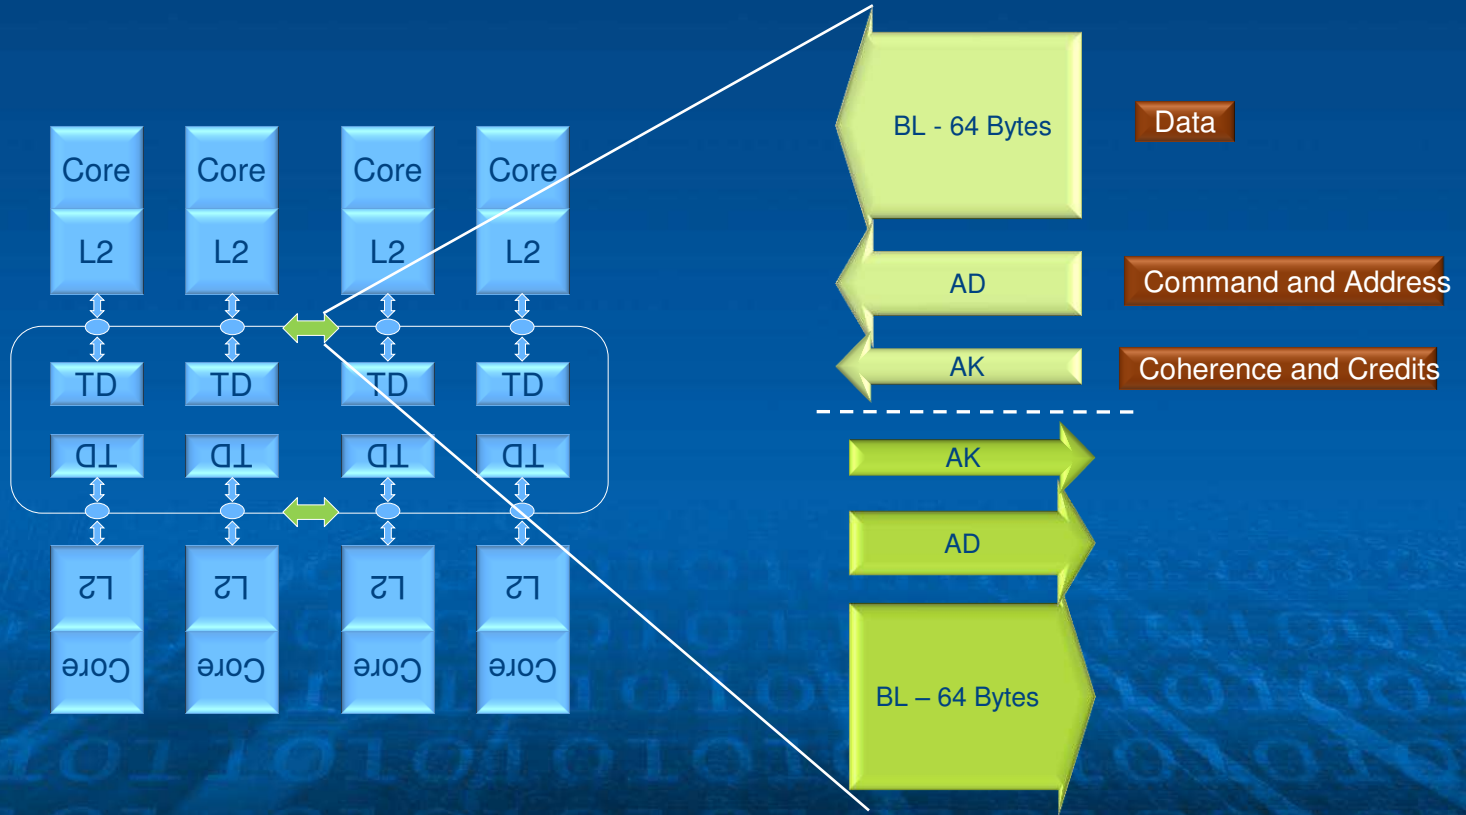 Core Core Core Core
L2 L2 L2 L2
TD TD TD TD
TD TD TD TD
L2 L2 L2 L2
Core Core Core Core
BL - 64 Bytes
Data
AD
Command and Address
AK
Coherence and Credits
AK
AD
BL – 64 Bytes